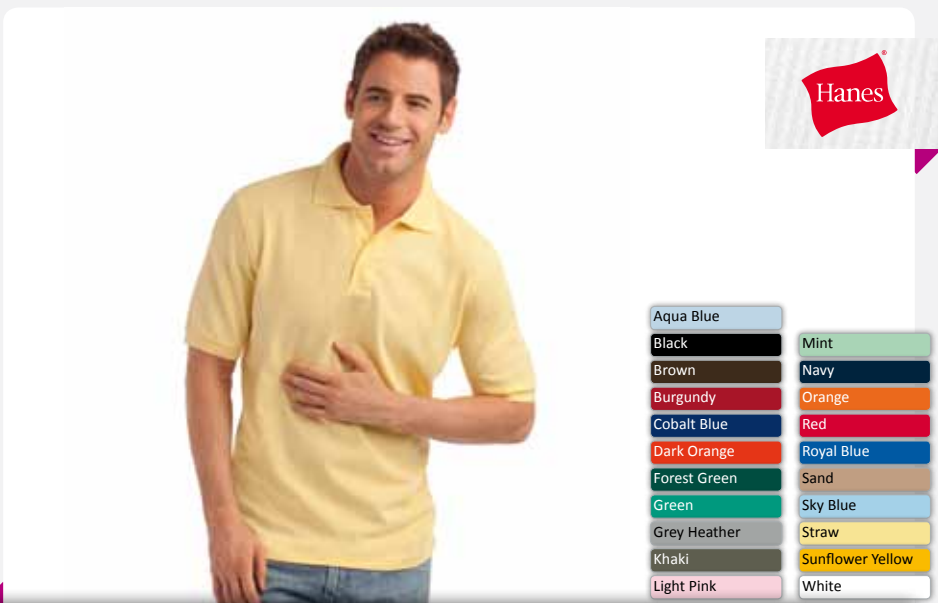 Hanes®
Aqua Blue
Black
Brown
Burgundy
Cobalt Blue
Dark Orange
Forest Green
Green
Grey Heather
Khaki
Light Pink
Mint
Navy
Orange
Red
Royal Blue
Sand
Sky Blue
Straw
Sunflower Yellow
White